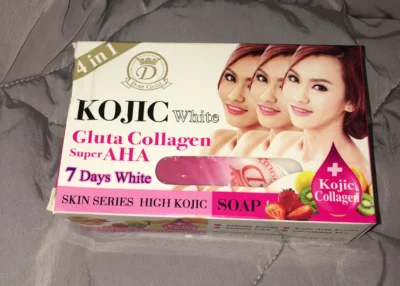 4 in 1
D
KOJIC White
Gluta Collagen
Super AHA
7 Days White
Kojic
Collagen
SKIN SERIES HIGH KOJIC SOAP